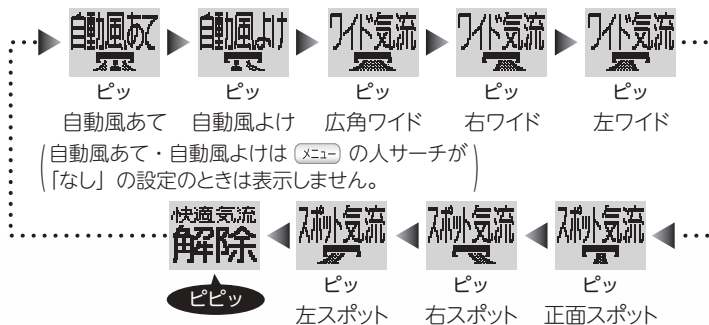 自動風あて 自動風よけ ワイド気流 ワイド気流 ワイド気流
ピッ ピッ ピッ ピッ ピッ
自動風あて 自動風よけ 広角ワイド 右ワイド 左ワイド
自動風あて・自動風よけは メニュー の人サーチが
「なし」の設定のときは表示しません。
快適気流 スポット気流 スポット気流 スポット気流
解除
ピピッ ピッ ピッ ピッ
左スポット 右スポット 正面スポット